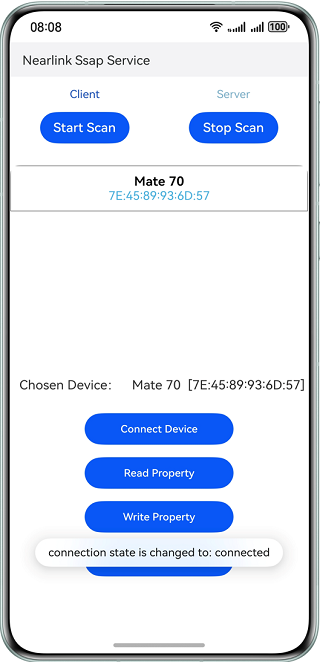 08:08 100
Nearlink Ssap Service
Client Server
Start Scan Stop Scan
Mate 70
7E:45:89:93:6D:57
Chosen Device: Mate 70 [7E:45:89:93:6D:57]
Connect Device
Read Property
Write Property
connection state is changed to: connected